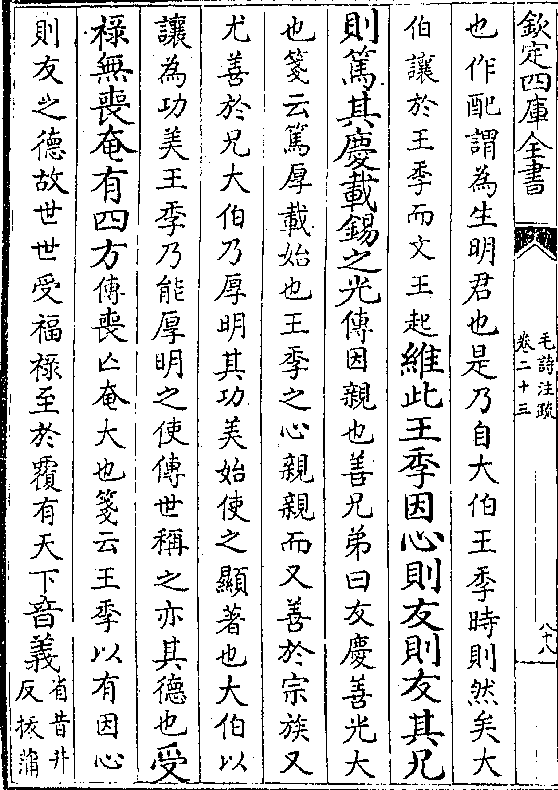 欽定四庫全書
毛詩注疏
卷二十三
六八
也作配謂為生明君也是乃自大伯王季時則然矣大
伯讓於王季而文王起維此王季因心則友則友其兄
則篤其慶載錫之光傳因親也善兄弟曰友慶善光大
也箋云篤厚載始也王季之心親親而又善於宗族又
尤善於兄大伯乃厚明其功美始使之顯著也大伯以
讓為功美王季乃能厚明之使傳世稱之亦其德也受
祿無喪奄有四方傳喪亡奄大也箋云王季以有因心
則友之德故世世受福祿至於覆有天下音義
省昔井
反拔蒲